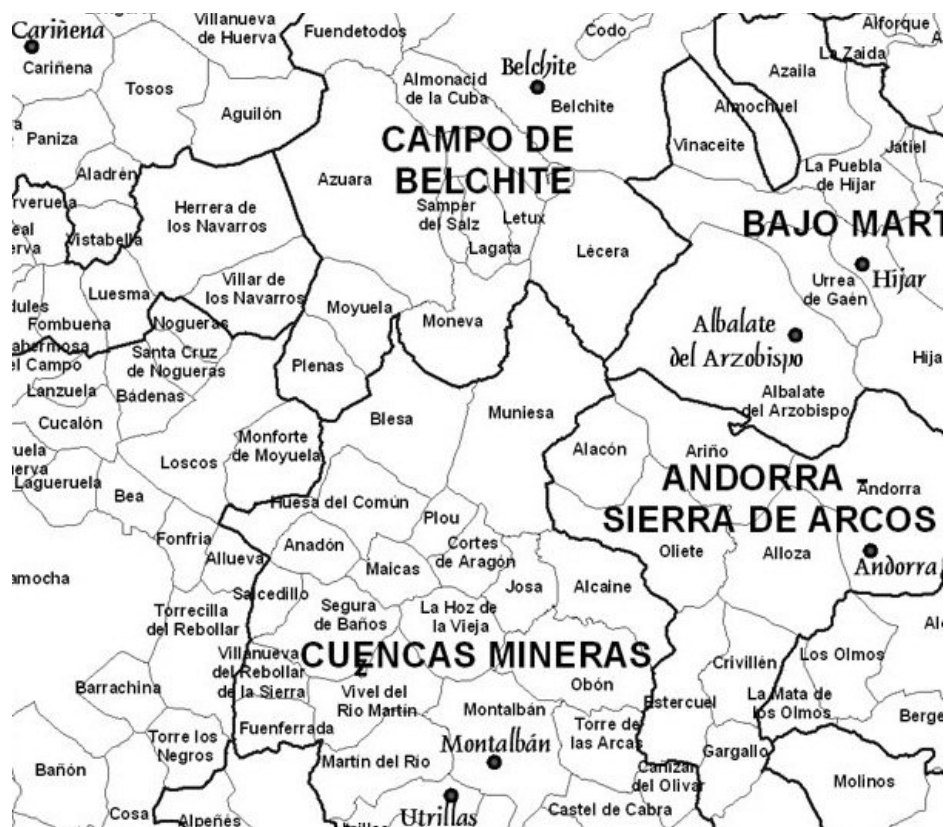 Cariñena
Cariñena
Villanueva
de Huerva
Fuendetodos
Codo
Alforque
La Zaida
Tosos
Aguilón
Almonacid
de la Cuba
Belchite
Belchite
Azaila
Almochuel
Paniza
Vinaceite
Jatiel
CAMPO DE
BELCHITE
Aladrén
Azuara
La Puebla
de Híjar
Herrera de
los Navarros
Samper
del Salz
Letux
Lagata
Lécera
BAJO MART
Vistabella
Villar de
los Navarros
Urrea
de Gaén
Híjar
Luesma
Moyuela
Moneva
Fombuena
Nogueras
Albalate
del Arzobispo
Santa Cruz
de Nogueras
Plenas
el Campo
Lanzuela
Bádenas
Albalate
del Arzobispo
Cucalón
Blesa
Muniesa
Monforte
de Moyuela
Alacón
Ariño
Loscos
Lagueruela
Bea
ANDORRA -
SIERRA DE ARCOS
Andorra
Huesa del Común
Plou
Fonfría
Anadón
Cortes
de Aragón
Oliete
Alloza
Andorra
Allueva
Maicas
Josa
Alcaine
amocha
Salcedillo
Segura
de Baños
La Hoz de
la Vieja
Torrecilla
del Rebollar
CUENCAS MINERAS
Villanueva
del Rebollar
de la Sierra
Crivillén
Los Olmos
Barrachina
Vivel del
Río Martín
Obón
Montalbán
Estercuel
La Mata de
los Olmos
Fuenferrada
Torre de
las Arcas
Torre los
Negros
Montalbán
Gargallo
Bañón
Martín del Río
Cañizar
del Olivar
Molinos
Utrillas
Castel de Cabra
Cosa
Alpeñés